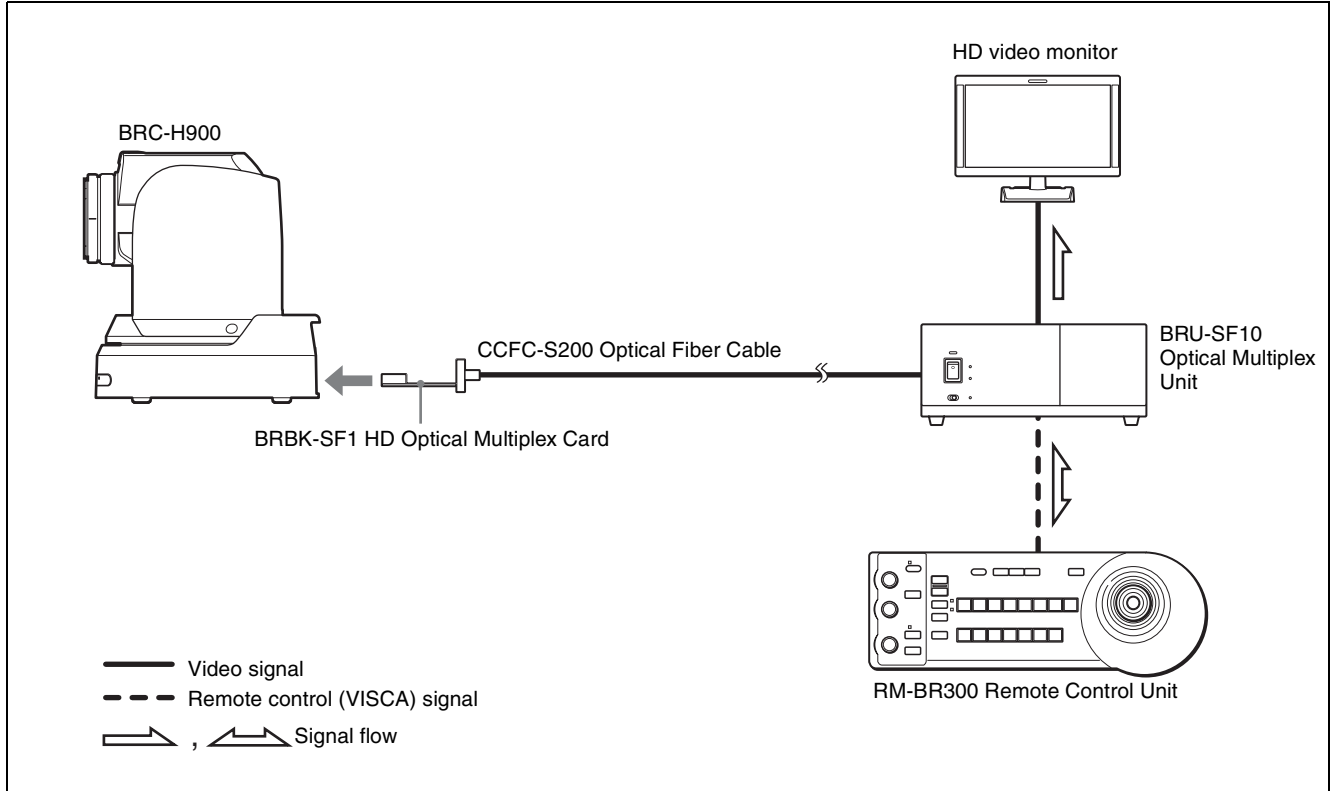 HD video monitor
BRC-H900
CCFC-S200 Optical Fiber Cable
BRU-SF10
Optical Multiplex
Unit
BRBK-SF1 HD Optical Multiplex Card
RM-BR300 Remote Control Unit
Video signal
Remote control (VISCA) signal
, Signal flow